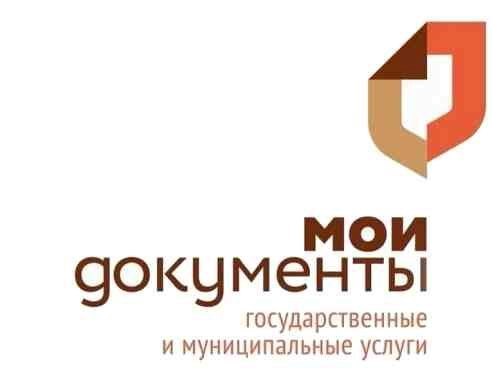 мои
документы
государственные
и муниципальные услуги